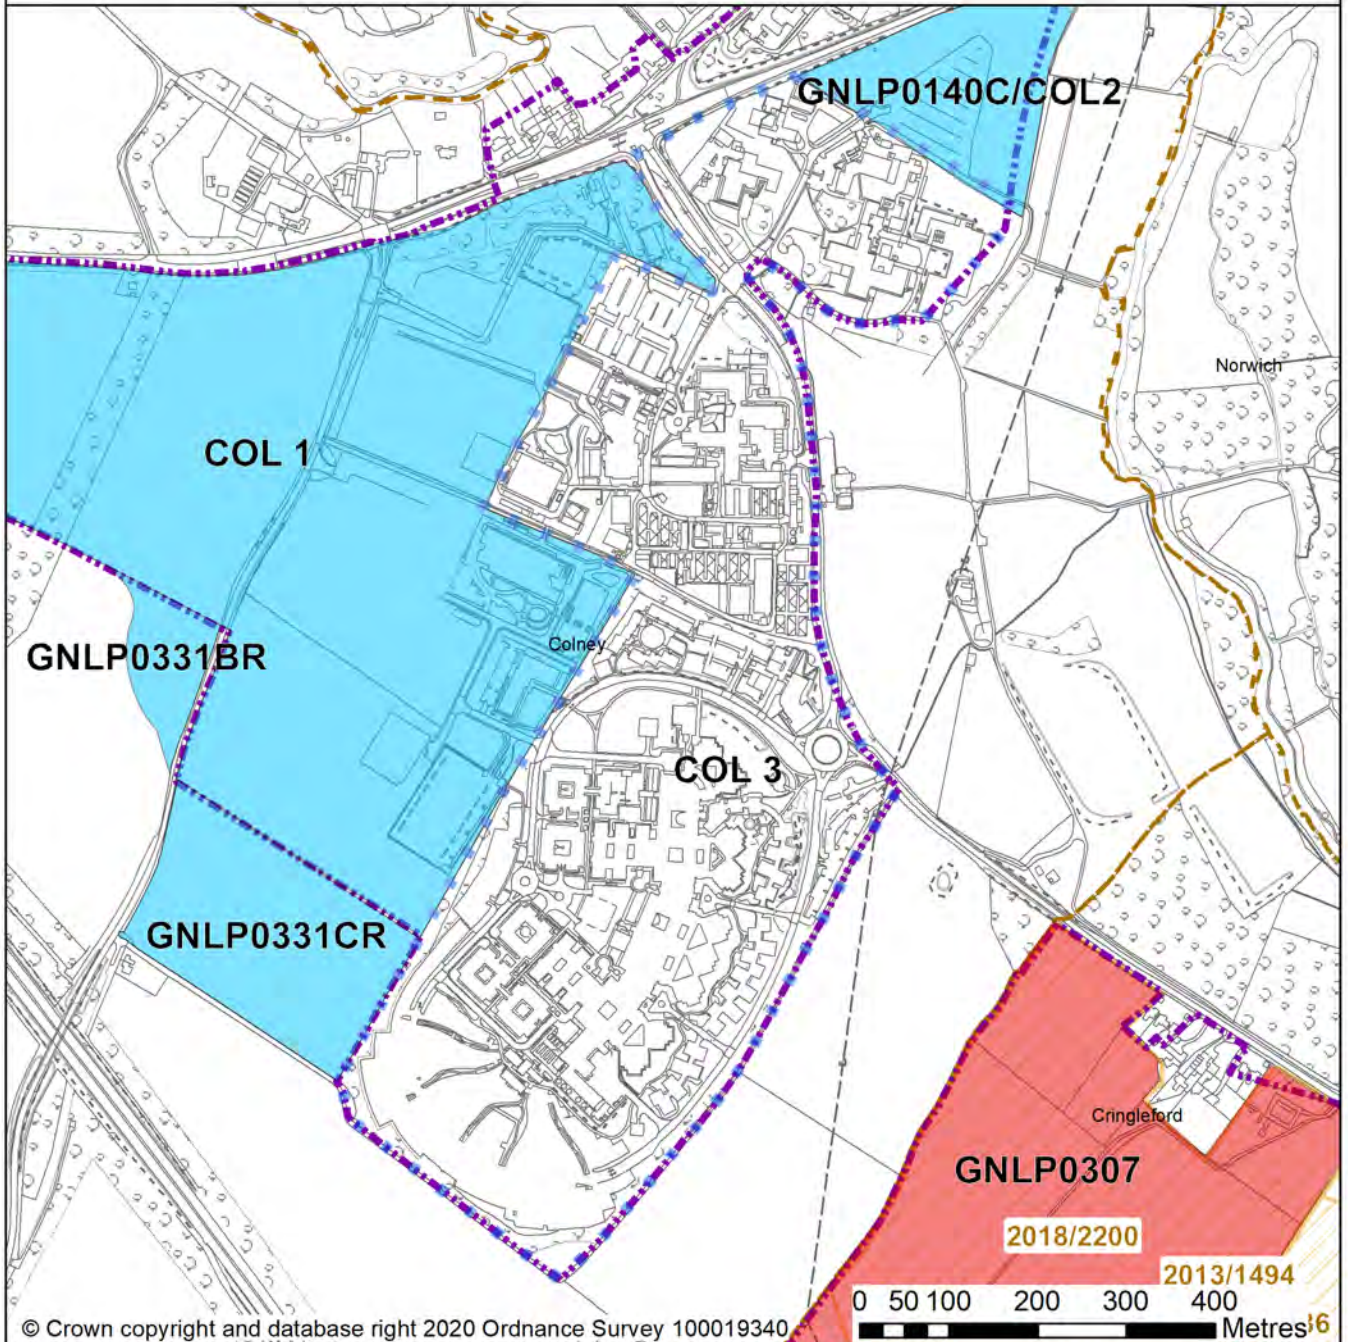 GNLP0140C/COL2
Norwich
COL 1
Colney
GNLP0331BR
COL 3
GNLP0331CR
Cringleford
GNLP0307
2018/2200
2013/1494
0 50 100 200 300 400
Metres
© Crown copyright and database right 2020 Ordnance Survey 100019340